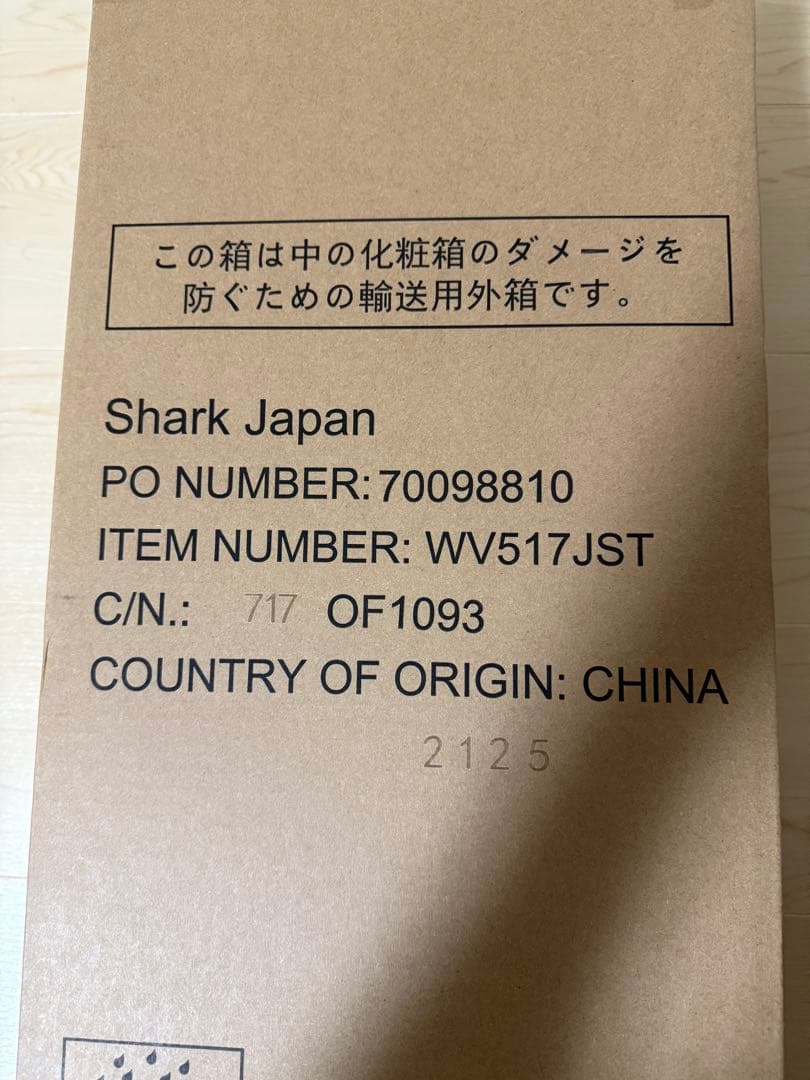 この箱は中の化粧箱のダメージを
防ぐための輸送用外箱です。
Shark Japan
PO NUMBER: 70098810
ITEM NUMBER: WV517JST
C/N.: 717 OF1093
COUNTRY OF ORIGIN: CHINA
2125